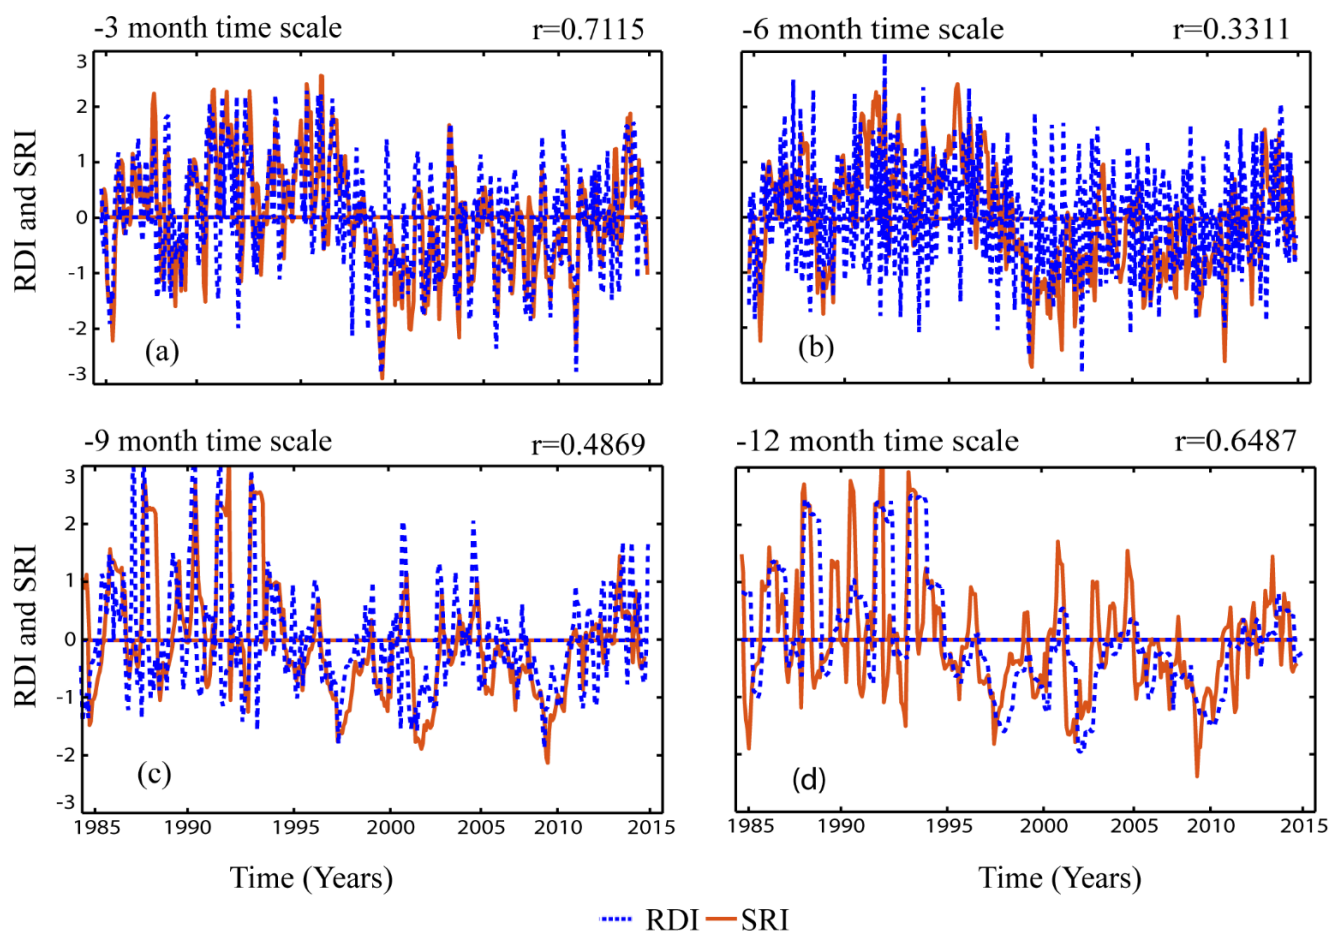 -3 month time scale r=0.7115
-6 month time scale r=0.3311
RDI and SRI
3
2
1
0
-1
-2
-3
(a)
(b)
-9 month time scale r=0.4869
-12 month time scale r=0.6487
RDI and SRI
3
2
1
0
-1
-2
-3
(c)
(d)
1985 1990 1995 2000 2005 2010 2015
1985 1990 1995 2000 2005 2010 2015
Time (Years)
Time (Years)
RDI SRI